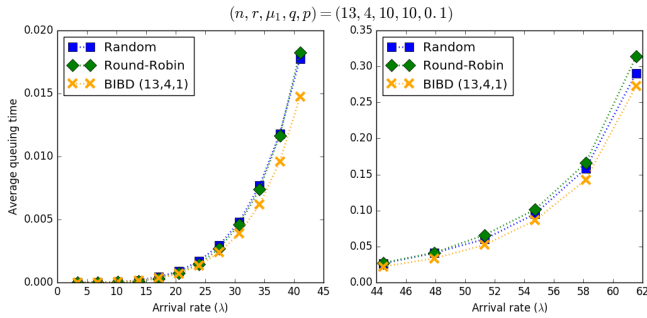 (n, r, μ₁, q, p) = (13, 4, 10, 10, 0.1)
Average queuing time
0.020
0.015
0.010
0.005
0.000
Random
Round-Robin
BIBD (13,4,1)
0 5 10 15 20 25 30 35 40 45
Arrival rate (λ)
0.35
0.30
0.25
0.20
0.15
0.10
0.05
0.00
Random
Round-Robin
BIBD (13,4,1)
44 46 48 50 52 54 56 58 60 62
Arrival rate (λ)